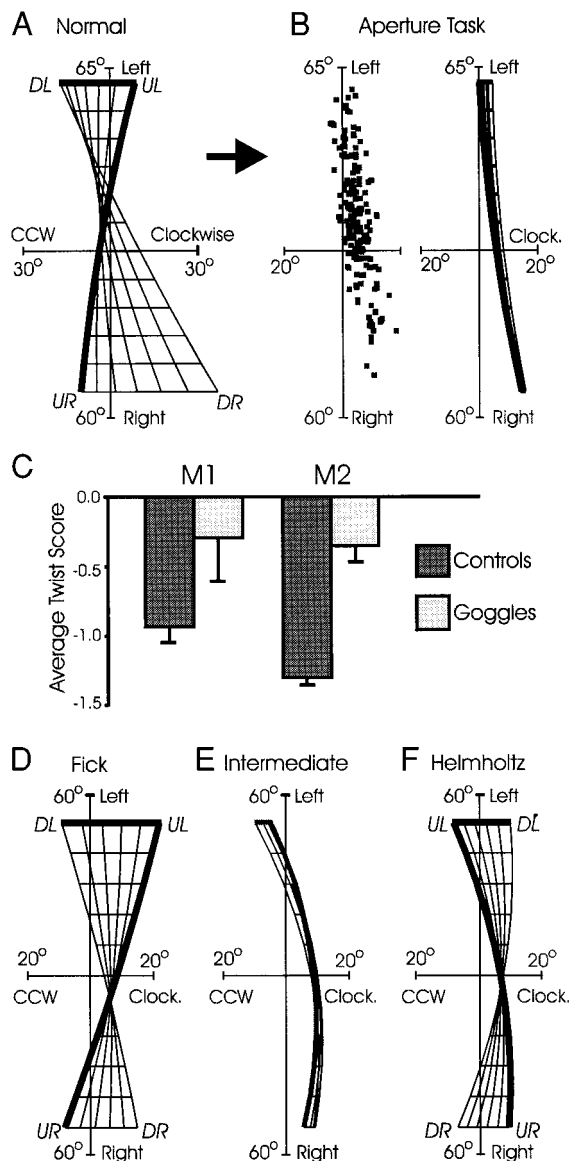 A Normal
B Aperture Task
65° Left
DL UL
CCW Clockwise
30° 30°
UR DR
60° Right
65° Left
20°
60° Right
65° Left
Clock.
20° 20°
60° Right
C
M1 M2
Average Twist Score
0.0
-0.5
-1.0
-1.5
Controls
Goggles
D Fick
60° Left
DL UL
20° 20°
CCW Clock.
UR DR
60° Right
E Intermediate
60° Left
20° 20°
CCW Clock.
60° Right
F Helmholtz
60° Left
UL DL
20° 20°
CCW Clock.
DR UR
60° Right